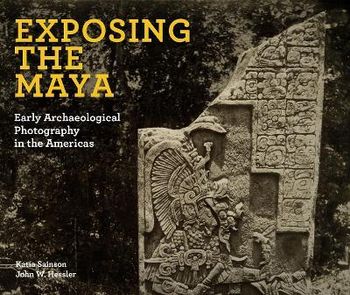 EXPOSING
THE
MAYA
Early Archaeological
Photography
in the Americas
Katia Sainson
John W. Hessler